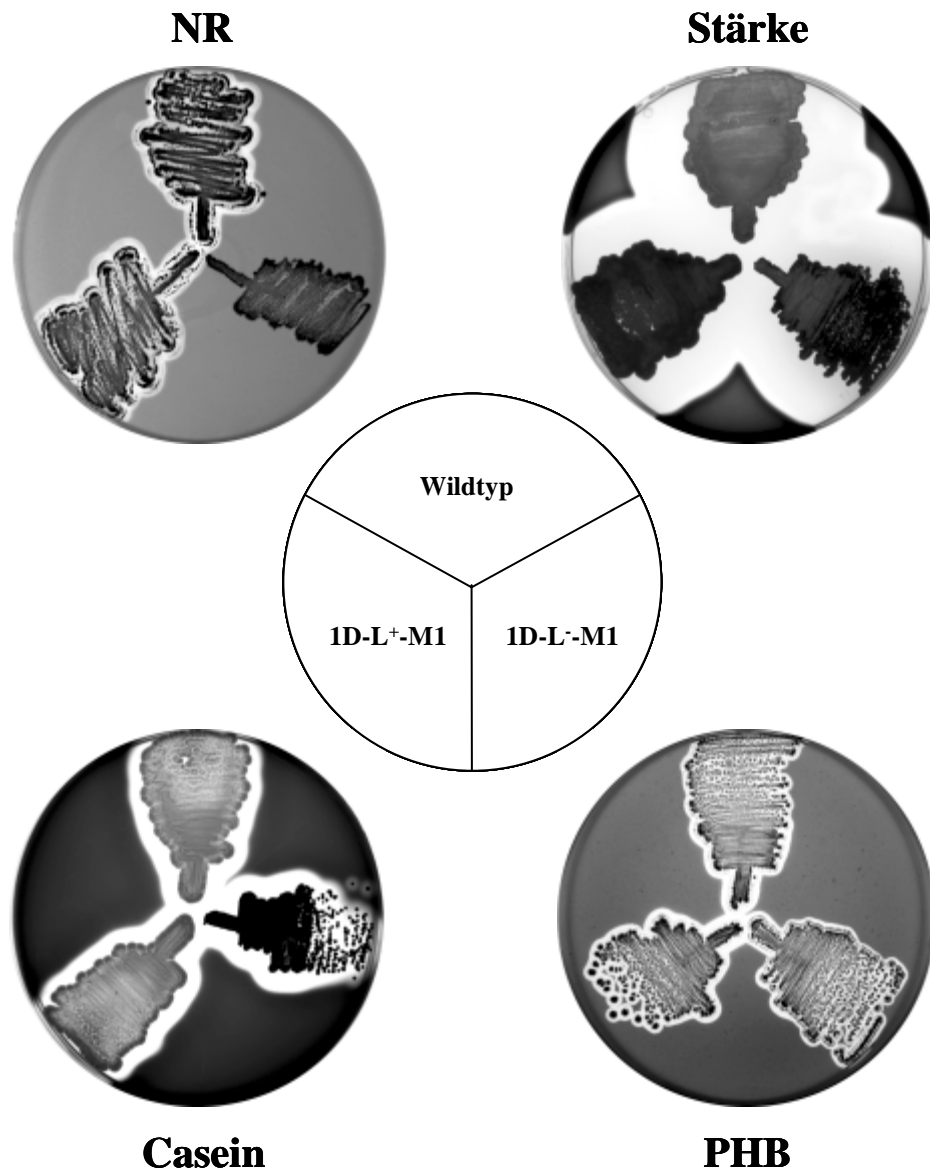 NR
Stärke
Wildtyp
1D-L⁺-M1
1D-L⁻-M1
Casein
PHB